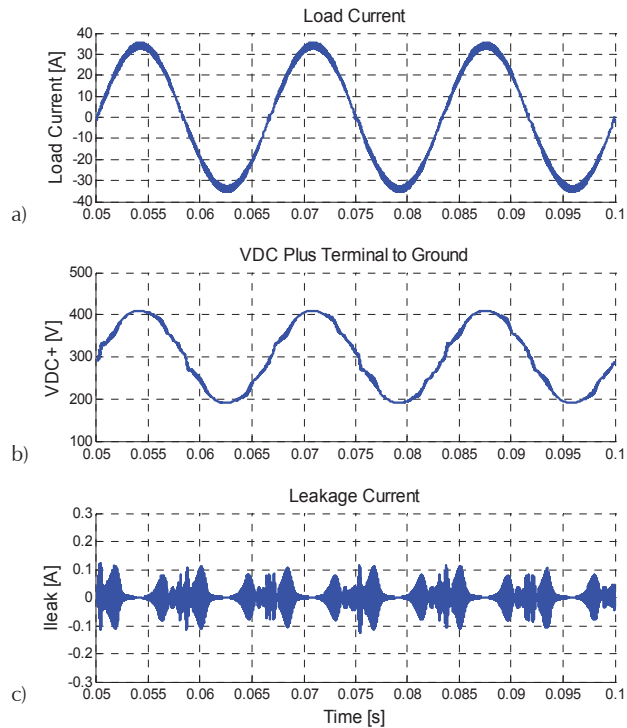 Load Current
Load Current [A]
40
30
20
10
0
-10
-20
-30
-40
0.05 0.055 0.06 0.065 0.07 0.075 0.08 0.085 0.09 0.095 0.1
a)
VDC Plus Terminal to Ground
VDC+ [V]
500
400
300
200
100
0.05 0.055 0.06 0.065 0.07 0.075 0.08 0.085 0.09 0.095 0.1
b)
Leakage Current
Ileak [A]
0.3
0.2
0.1
0
-0.1
-0.2
-0.3
0.05 0.055 0.06 0.065 0.07 0.075 0.08 0.085 0.09 0.095 0.1
c)
Time [s]